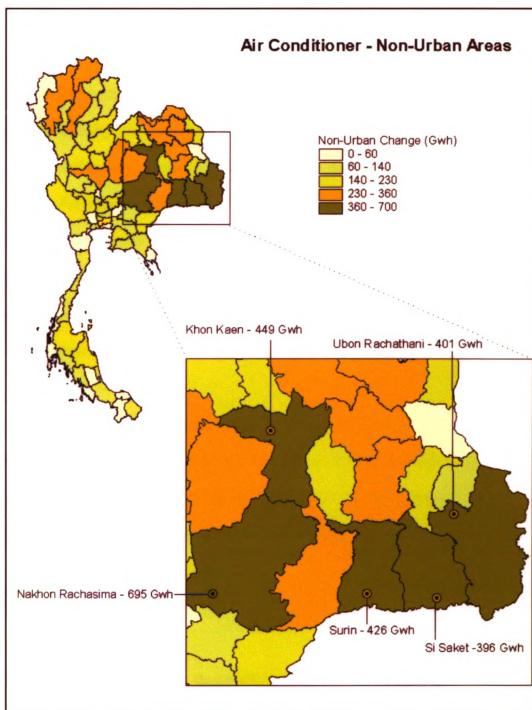 Air Conditioner - Non-Urban Areas
Non-Urban Change (Gwh)
0 - 60
60 - 140
140 - 230
230 - 360
360 - 700
Khon Kaen - 449 Gwh
Ubon Rachathani - 401 Gwh
Nakhon Rachasima - 695 Gwh
Surin - 426 Gwh
Si Saket -396 Gwh